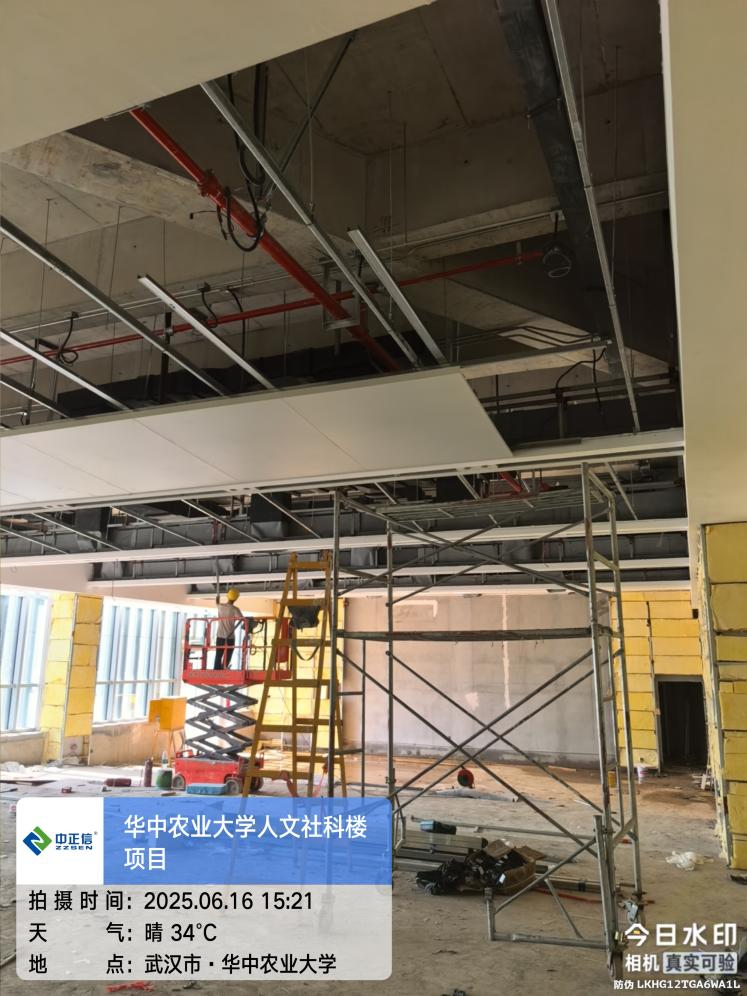 中正信®
ZZSEN
华中农业大学人文社科楼
项目
拍摄时间：2025.06.16 15:21
天气：晴 34℃
地点：武汉市·华中农业大学
今日水印
相机 真实可验
防伪 LKHG12TGA6WA1L